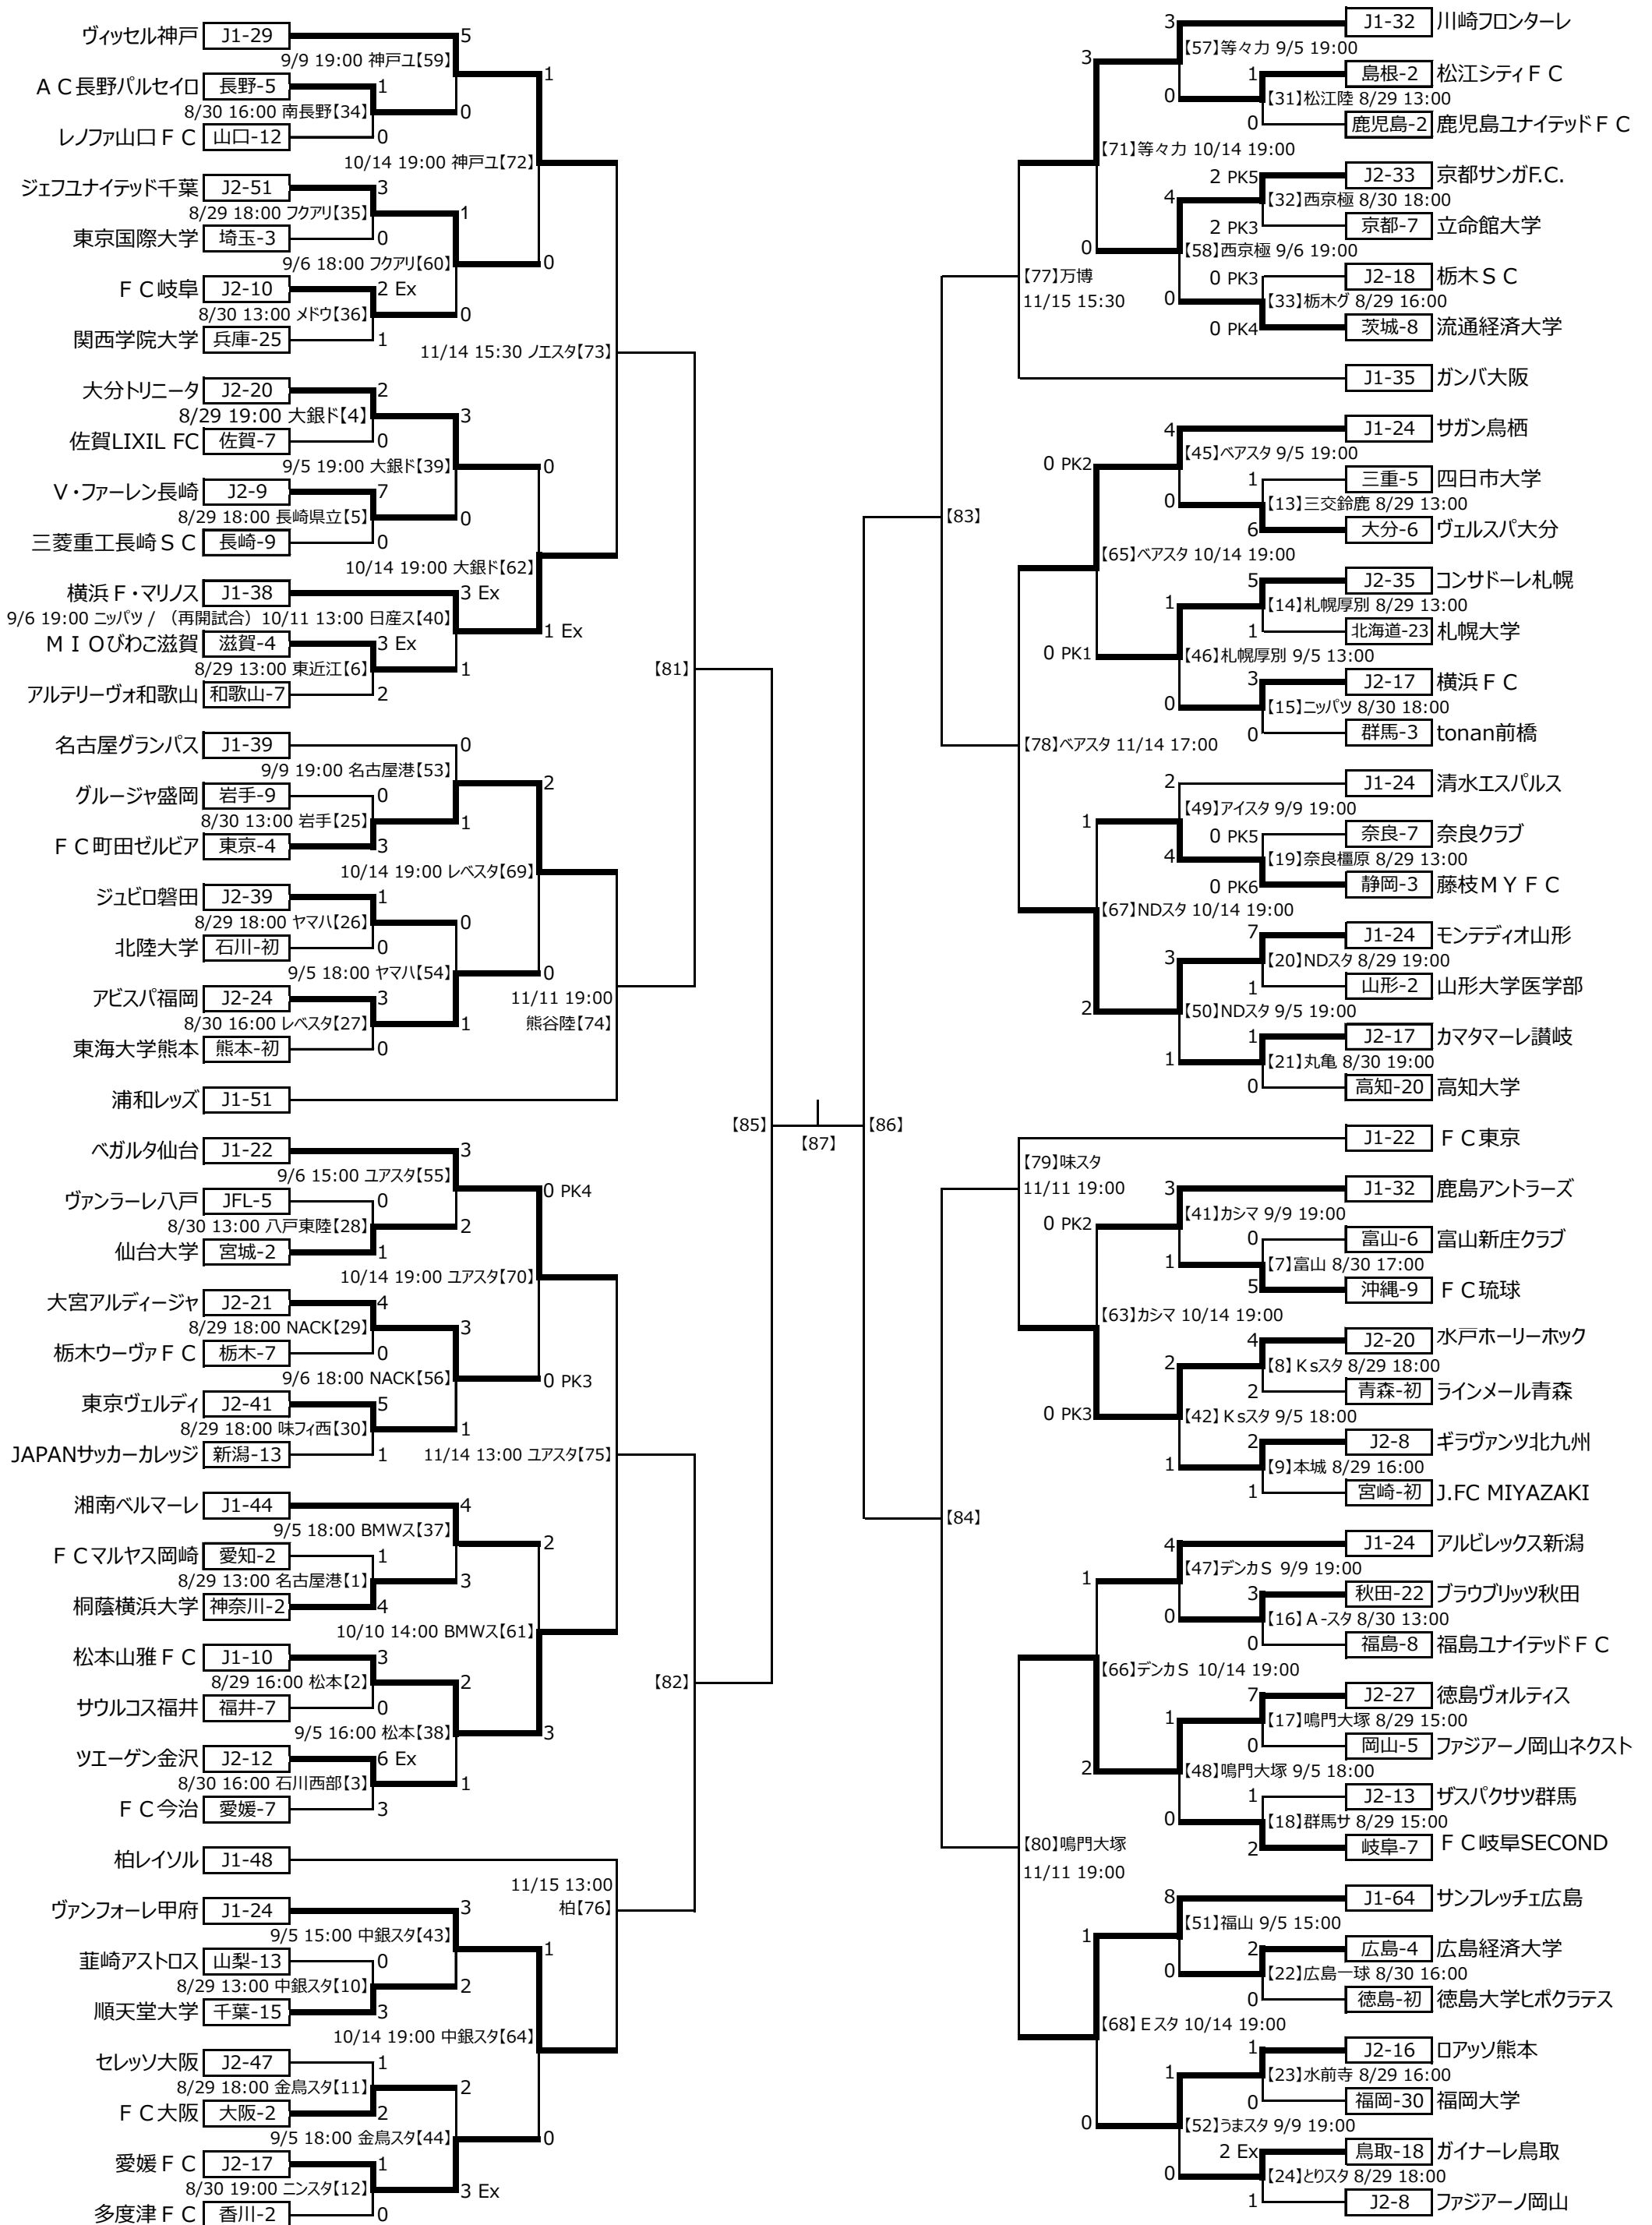 ヴィッセル神戸 J1-29 5
9/9 19:00 神戸ユ【59】
1
ＡＣ長野パルセイロ 長野-5 1
8/30 16:00 南長野【34】 0
レノファ山口ＦＣ 山口-12 0
10/14 19:00 神戸ユ【72】
ジェフユナイテッド千葉 J2-51 3
8/29 18:00 フクアリ【35】 1
東京国際大学 埼玉-3 0
9/6 18:00 フクアリ【60】 0
ＦＣ岐阜 J2-10 2 Ex
8/30 13:00 メドウ【36】 0
関西学院大学 兵庫-25 1
11/14 15:30 ノエスタ【73】
大分トリニータ J2-20 2
8/29 19:00 大銀ド【4】 3
佐賀LIXIL FC 佐賀-7 0
9/5 19:00 大銀ド【39】 0
Ｖ・ファーレン長崎 J2-9 7
8/29 18:00 長崎県立【5】 0
三菱重工長崎ＳＣ 長崎-9 0
10/14 19:00 大銀ド【62】
横浜Ｆ・マリノス J1-38 3 Ex
9/6 19:00 ニッパツ / （再開試合）10/11 13:00 日産ス【40】
1 Ex
ＭＩＯびわこ滋賀 滋賀-4 3 Ex
8/29 13:00 東近江【6】 1
アルテリーヴォ和歌山 和歌山-7 2
【81】
名古屋グランパス J1-39 0
9/9 19:00 名古屋港【53】
2
グルージャ盛岡 岩手-9 0
8/30 13:00 岩手【25】 1
ＦＣ町田ゼルビア 東京-4 3
10/14 19:00 レベスタ【69】
ジュビロ磐田 J2-39 1
8/29 18:00 ヤマハ【26】 0
北陸大学 石川-初 0
9/5 18:00 ヤマハ【54】 0
アビスパ福岡 J2-24 3
8/30 16:00 レベスタ【27】 1
東海大学熊本 熊本-初 0
11/11 19:00
熊谷陸【74】
浦和レッズ J1-51
【85】
【87】
ベガルタ仙台 J1-22 3
9/6 15:00 ユアスタ【55】
0 PK4
ヴァンラーレ八戸 JFL-5 0
8/30 13:00 八戸東陸【28】 2
仙台大学 宮城-2 1
10/14 19:00 ユアスタ【70】
大宮アルディージャ J2-21 4
8/29 18:00 NACK【29】 3
栃木ウーヴァＦＣ 栃木-7 0
9/6 18:00 NACK【56】 0 PK3
東京ヴェルディ J2-41 5
8/29 18:00 味フィ西【30】 1
JAPANサッカーカレッジ 新潟-13 1
11/14 13:00 ユアスタ【75】
湘南ベルマーレ J1-44 4
9/5 18:00 BMWス【37】
2
ＦＣマルヤス岡崎 愛知-2 1
8/29 13:00 名古屋港【1】 3
桐蔭横浜大学 神奈川-2 4
10/10 14:00 BMWス【61】
松本山雅ＦＣ J1-10 3
8/29 16:00 松本【2】 2
サウルコス福井 福井-7 0
9/5 16:00 松本【38】 3
ツエーゲン金沢 J2-12 6 Ex
8/30 16:00 石川西部【3】 1
ＦＣ今治 愛媛-7 3
【82】
柏レイソル J1-48
11/15 13:00
柏【76】
ヴァンフォーレ甲府 J1-24 3
9/5 15:00 中銀スタ【43】
1
韮崎アストロス 山梨-13 0
8/29 13:00 中銀スタ【10】 2
順天堂大学 千葉-15 3
10/14 19:00 中銀スタ【64】
セレッソ大阪 J2-47 1
8/29 18:00 金鳥スタ【11】 2
ＦＣ大阪 大阪-2 2
9/5 18:00 金鳥スタ【44】 0
愛媛ＦＣ J2-17 1
8/30 19:00 ニンスタ【12】 3 Ex
多度津ＦＣ 香川-2 0
3 J1-32 川崎フロンターレ
3 【57】等々力 9/5 19:00
1 島根-2 松江シティＦＣ
0 【31】松江陸 8/29 13:00
0 鹿児島-2 鹿児島ユナイテッドＦＣ
【71】等々力 10/14 19:00
2 PK5 J2-33 京都サンガF.C.
4 【32】西京極 8/30 18:00
2 PK3 京都-7 立命館大学
0 【58】西京極 9/6 19:00
0 PK3 J2-18 栃木ＳＣ
0 【33】栃木グ 8/29 16:00
0 PK4 茨城-8 流通経済大学
【77】万博
11/15 15:30
J1-35 ガンバ大阪
4 J1-24 サガン鳥栖
0 PK2 【45】ベアスタ 9/5 19:00
1 三重-5 四日市大学
0 【13】三交鈴鹿 8/29 13:00
6 大分-6 ヴェルスパ大分
【83】
【65】ベアスタ 10/14 19:00
5 J2-35 コンサドーレ札幌
1 【14】札幌厚別 8/29 13:00
1 北海道-23 札幌大学
0 PK1 【46】札幌厚別 9/5 13:00
3 J2-17 横浜ＦＣ
0 【15】ニッパツ 8/30 18:00
0 群馬-3 tonan前橋
【78】ベアスタ 11/14 17:00
2 J1-24 清水エスパルス
1 【49】アイスタ 9/9 19:00
0 PK5 奈良-7 奈良クラブ
4 【19】奈良橿原 8/29 13:00
0 PK6 静岡-3 藤枝ＭＹＦＣ
【67】NDスタ 10/14 19:00
7 J1-24 モンテディオ山形
3 【20】NDスタ 8/29 19:00
1 山形-2 山形大学医学部
2 【50】NDスタ 9/5 19:00
1 J2-17 カマタマーレ讃岐
1 【21】丸亀 8/30 19:00
0 高知-20 高知大学
【86】
J1-22 ＦＣ東京
【79】味スタ
11/11 19:00
3 J1-32 鹿島アントラーズ
0 PK2 【41】カシマ 9/9 19:00
0 富山-6 富山新庄クラブ
1 【7】富山 8/30 17:00
5 沖縄-9 ＦＣ琉球
【63】カシマ 10/14 19:00
4 J2-20 水戸ホーリーホック
2 【8】Ｋsスタ 8/29 18:00
2 青森-初 ラインメール青森
0 PK3 【42】Ｋsスタ 9/5 18:00
2 J2-8 ギラヴァンツ北九州
1 【9】本城 8/29 16:00
1 宮崎-初 J.FC MIYAZAKI
【84】
4 J1-24 アルビレックス新潟
1 【47】デンカＳ 9/9 19:00
3 秋田-22 ブラウブリッツ秋田
0 【16】Ａ-スタ 8/30 13:00
0 福島-8 福島ユナイテッドＦＣ
【66】デンカＳ 10/14 19:00
7 J2-27 徳島ヴォルティス
1 【17】鳴門大塚 8/29 15:00
0 岡山-5 ファジアーノ岡山ネクスト
2 【48】鳴門大塚 9/5 18:00
1 J2-13 ザスパクサツ群馬
0 【18】群馬サ 8/29 15:00
2 岐阜-7 ＦＣ岐阜SECOND
【80】鳴門大塚
11/11 19:00
8 J1-64 サンフレッチェ広島
1 【51】福山 9/5 15:00
2 広島-4 広島経済大学
0 【22】広島一球 8/30 16:00
0 徳島-初 徳島大学ヒポクラテス
【68】Ｅスタ 10/14 19:00
1 J2-16 ロアッソ熊本
1 【23】水前寺 8/29 16:00
0 福岡-30 福岡大学
0 【52】うまスタ 9/9 19:00
2 Ex 鳥取-18 ガイナーレ鳥取
0 【24】とりスタ 8/29 18:00
1 J2-8 ファジアーノ岡山